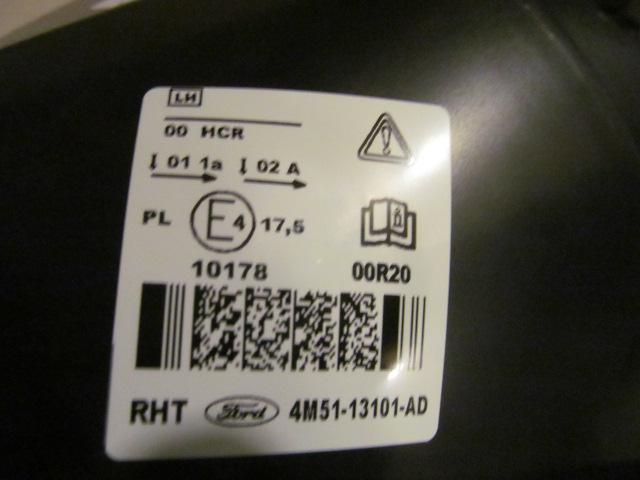 LH
00 HCR
01 1a 02 A
PL E4 17,5
10178 00R20
RHT Ford 4M51-13101-AD